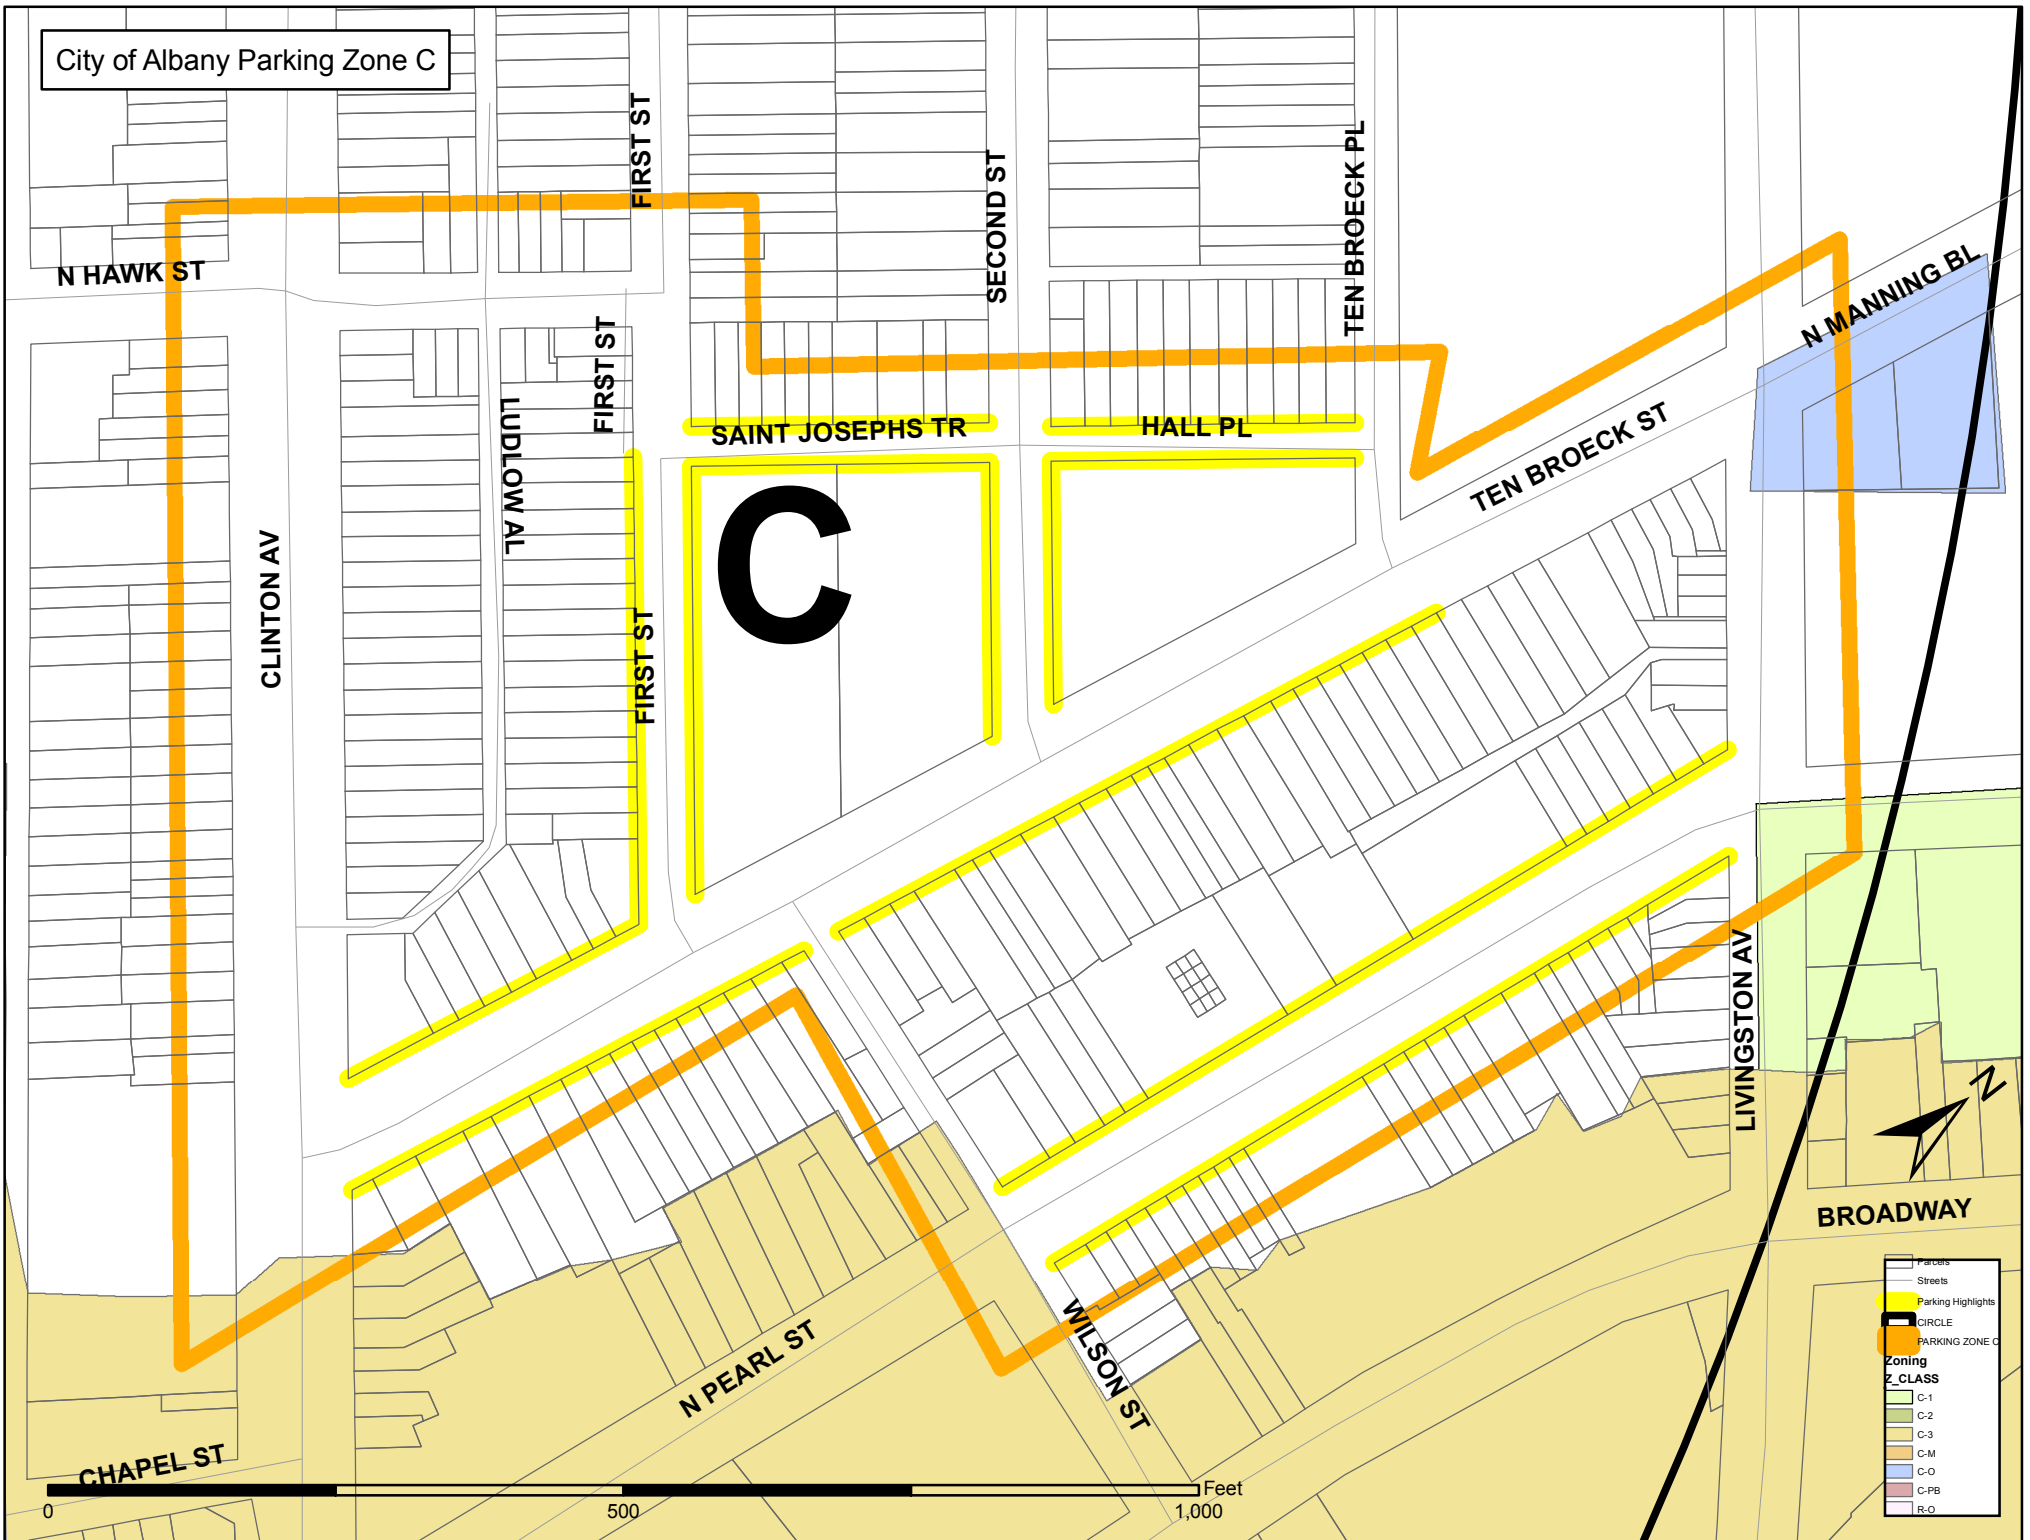 City of Albany Parking Zone C
FIRST ST
SECOND ST
TEN BROECK PL
N HAWK ST
N MANNING BL
FIRST ST
LUDLOW AL
SAINT JOSEPHS TR
HALL PL
TEN BROECK ST
C
CLINTON AV
FIRST ST
LIVINGSTON AV
N
BROADWAY
WILSON ST
N PEARL ST
CHAPEL ST
0
500
1,000
Feet
Parcels
Streets
Parking Highlights
CIRCLE
PARKING ZONE C
Zoning
Z_CLASS
C-1
C-2
C-3
C-M
C-O
C-PB
R-O